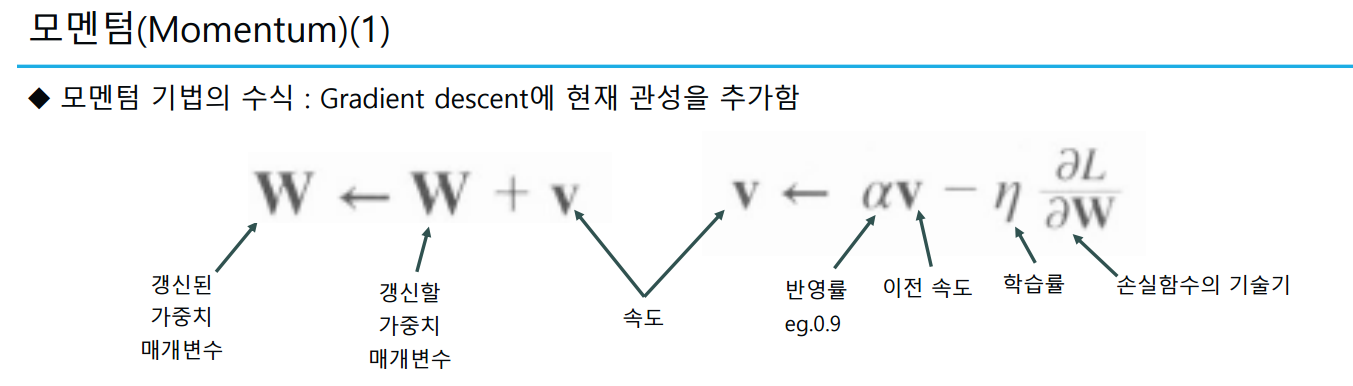 모멘텀(Momentum)(1)
◆ 모멘텀 기법의 수식 : Gradient descent에 현재 관성을 추가함
W ← W + v
v ← αv − η ∂L/∂W
갱신된
가중치
매개변수
갱신할
가중치
매개변수
속도
반영률
eg.0.9
이전 속도
학습률
손실함수의 기술기